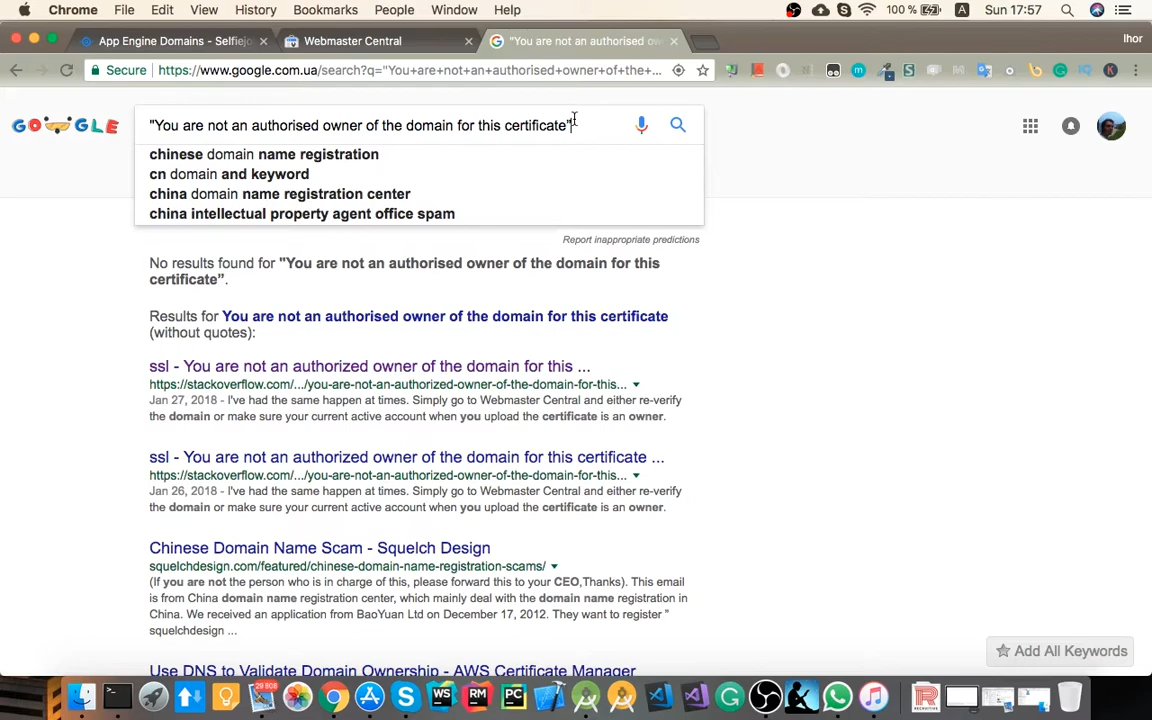 Chrome File Edit View History Bookmarks People Window Help 100 % A Sun 17:57
App Engine Domains - Selfiejo Webmaster Central "You are not an authorised ow Ihor
Secure https://www.google.com.ua/search?q="You+are+not+an+authorised+owner+of+the+...
GOOGLE
"You are not an authorised owner of the domain for this certificate"
chinese domain name registration
cn domain and keyword
china domain name registration center
china intellectual property agent office spam
Report inappropriate predictions
No results found for "You are not an authorised owner of the domain for this
certificate".
Results for You are not an authorised owner of the domain for this certificate
(without quotes):
ssl - You are not an authorized owner of the domain for this ...
https://stackoverflow.com/.../you-are-not-an-authorized-owner-of-the-domain-for-this...
Jan 27, 2018 - I've had the same happen at times. Simply go to Webmaster Central and either re-verify
the domain or make sure your current active account when you upload the certificate is an owner.
ssl - You are not an authorized owner of the domain for this certificate ...
https://stackoverflow.com/.../you-are-not-an-authorized-owner-of-the-domain-for-this...
Jan 26, 2018 - I've had the same happen at times. Simply go to Webmaster Central and either re-verify
the domain or make sure your current active account when you upload the certificate is an owner.
Chinese Domain Name Scam - Squelch Design
squelchdesign.com/featured/chinese-domain-name-registration-scams/
(If you are not the person who is in charge of this, please forward this to your CEO,Thanks). This email
is from China domain name registration center, which mainly deal with the domain name registration in
China. We received an application from BaoYuan Ltd on December 17, 2012. They want to register "
squelchdesign ...
Add All Keywords
Use DNS to Validate Domain Ownership - AWS Certificate Manager
29 808
WS RM PC
RECRUITING